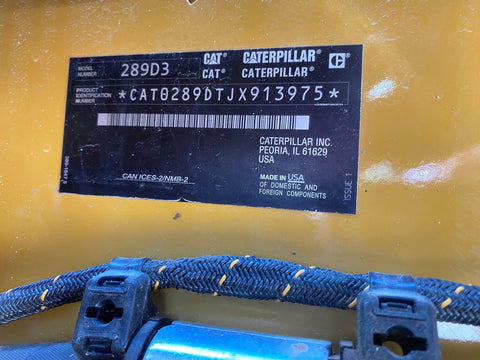 MODEL NUMBER 289D3 CAT CATERPILLAR C
CAT CATERPILLAR
PRODUCT IDENTIFICATION NUMBER *CAT0289DTJX913975*
CATERPILLAR INC.
PEORIA, IL 61629
USA
CAN ICES-2/NMB-2
MADE IN USA
OF DOMESTIC AND
FOREIGN COMPONENTS
ISSUE 1